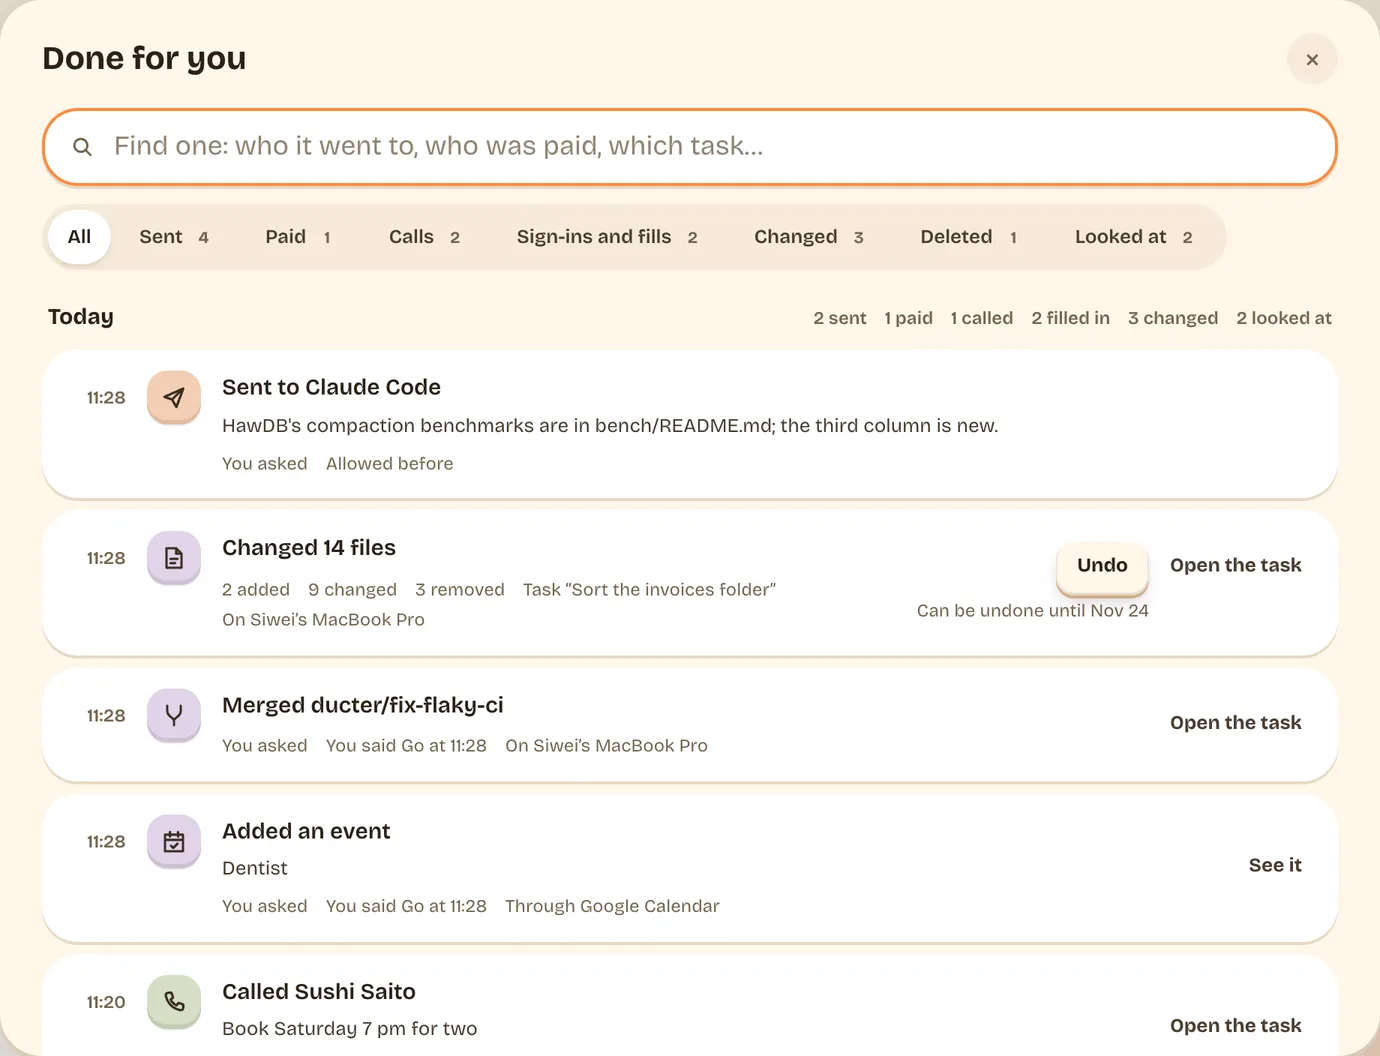 Done for you
Find one: who it went to, who was paid, which task...
All
Sent 4
Paid 1
Calls 2
Sign-ins and fills 2
Changed 3
Deleted 1
Looked at 2
Today
2 sent 1 paid 1 called 2 filled in 3 changed 2 looked at
11:28
Sent to Claude Code
HawDB's compaction benchmarks are in bench/README.md; the third column is new.
You asked Allowed before
11:28
Changed 14 files
2 added 9 changed 3 removed Task “Sort the invoices folder”
On Siwei’s MacBook Pro
Undo
Can be undone until Nov 24
Open the task
11:28
Merged ducter/fix-flaky-ci
You asked You said Go at 11:28 On Siwei’s MacBook Pro
Open the task
11:28
Added an event
Dentist
You asked You said Go at 11:28 Through Google Calendar
See it
11:20
Called Sushi Saito
Book Saturday 7 pm for two
Open the task